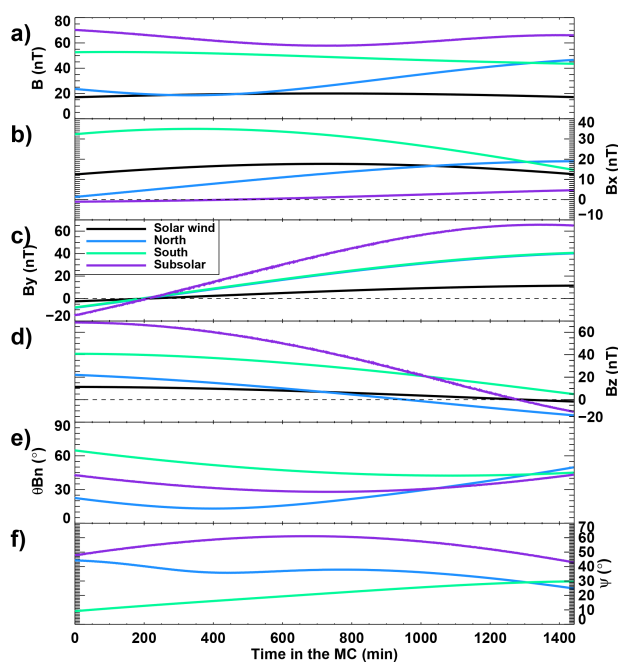 a)
B (nT)
80
60
40
20
0
b)
40
30
20
10
0
−10
Bx (nT)
c)
By (nT)
60
40
20
0
−20
Solar wind
North
South
Subsolar
d)
60
40
20
0
−20
Bz (nT)
e)
θBn (°)
90
60
30
0
f)
70
60
50
40
30
20
10
0
ψ (°)
0 200 400 600 800 1000 1200 1400
Time in the MC (min)